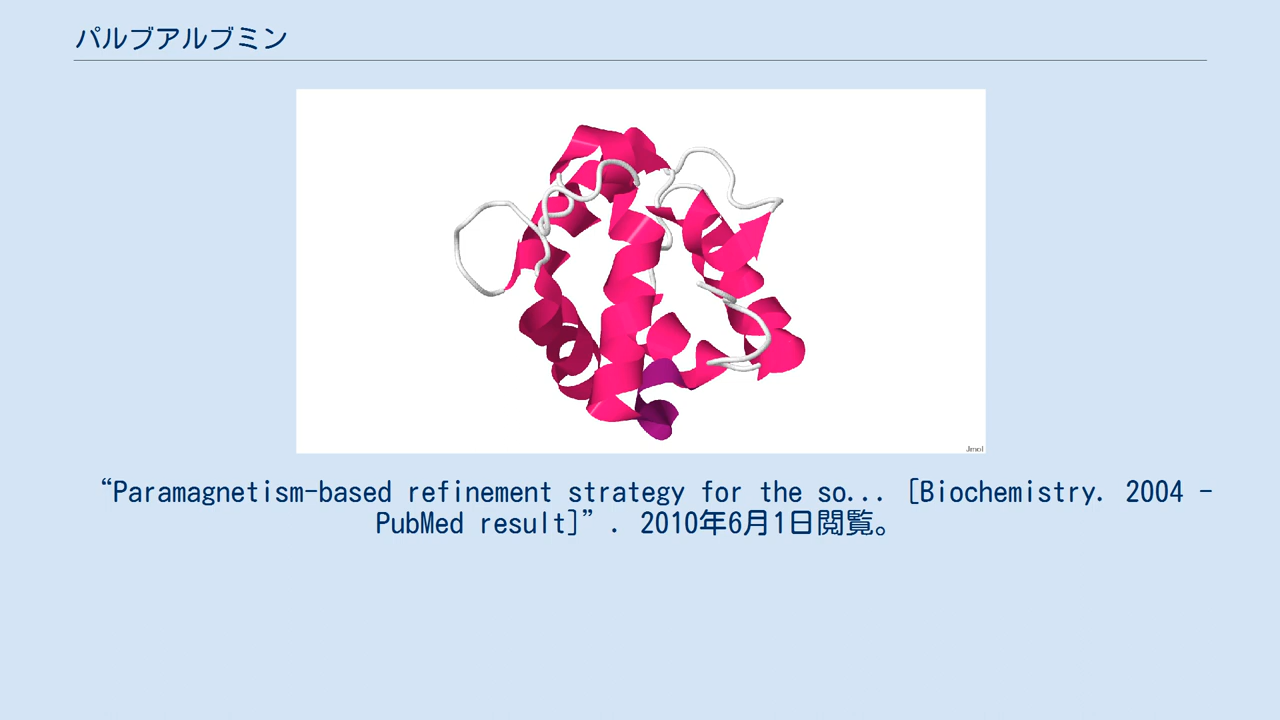 パルブアルブミン
Jmol
“Paramagnetism-based refinement strategy for the so... [Biochemistry. 2004 -
PubMed result]”. 2010年6月1日閲覧。